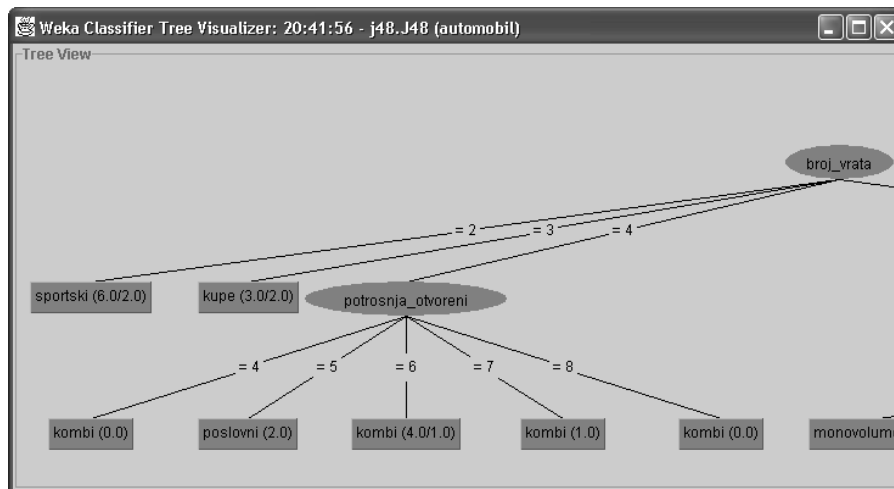 Weka Classifier Tree Visualizer: 20:41:56 - j48.J48 (automobil)
Tree View
broj_vrata
= 2
= 3
= 4
sportski (6.0/2.0)
kupe (3.0/2.0)
potrosnja_otvoreni
= 4
= 5
= 6
= 7
= 8
kombi (0.0)
poslovni (2.0)
kombi (4.0/1.0)
kombi (1.0)
kombi (0.0)